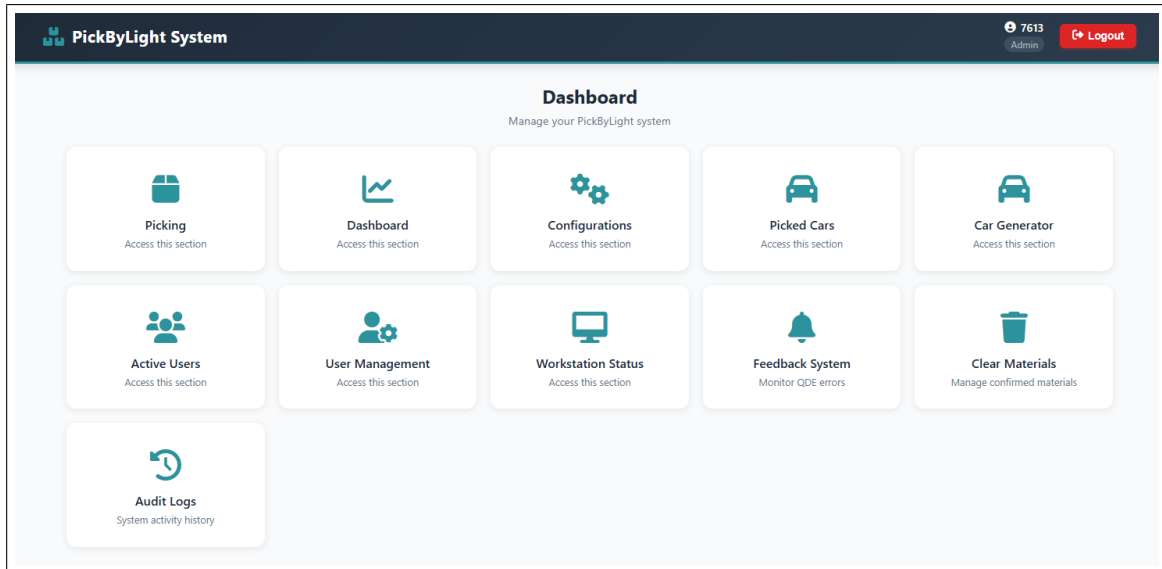 PickByLight System
7613
Admin
Logout
Dashboard
Manage your PickByLight system
Picking
Access this section
Dashboard
Access this section
Configurations
Access this section
Picked Cars
Access this section
Car Generator
Access this section
Active Users
Access this section
User Management
Access this section
Workstation Status
Access this section
Feedback System
Monitor QDE errors
Clear Materials
Manage confirmed materials
Audit Logs
System activity history